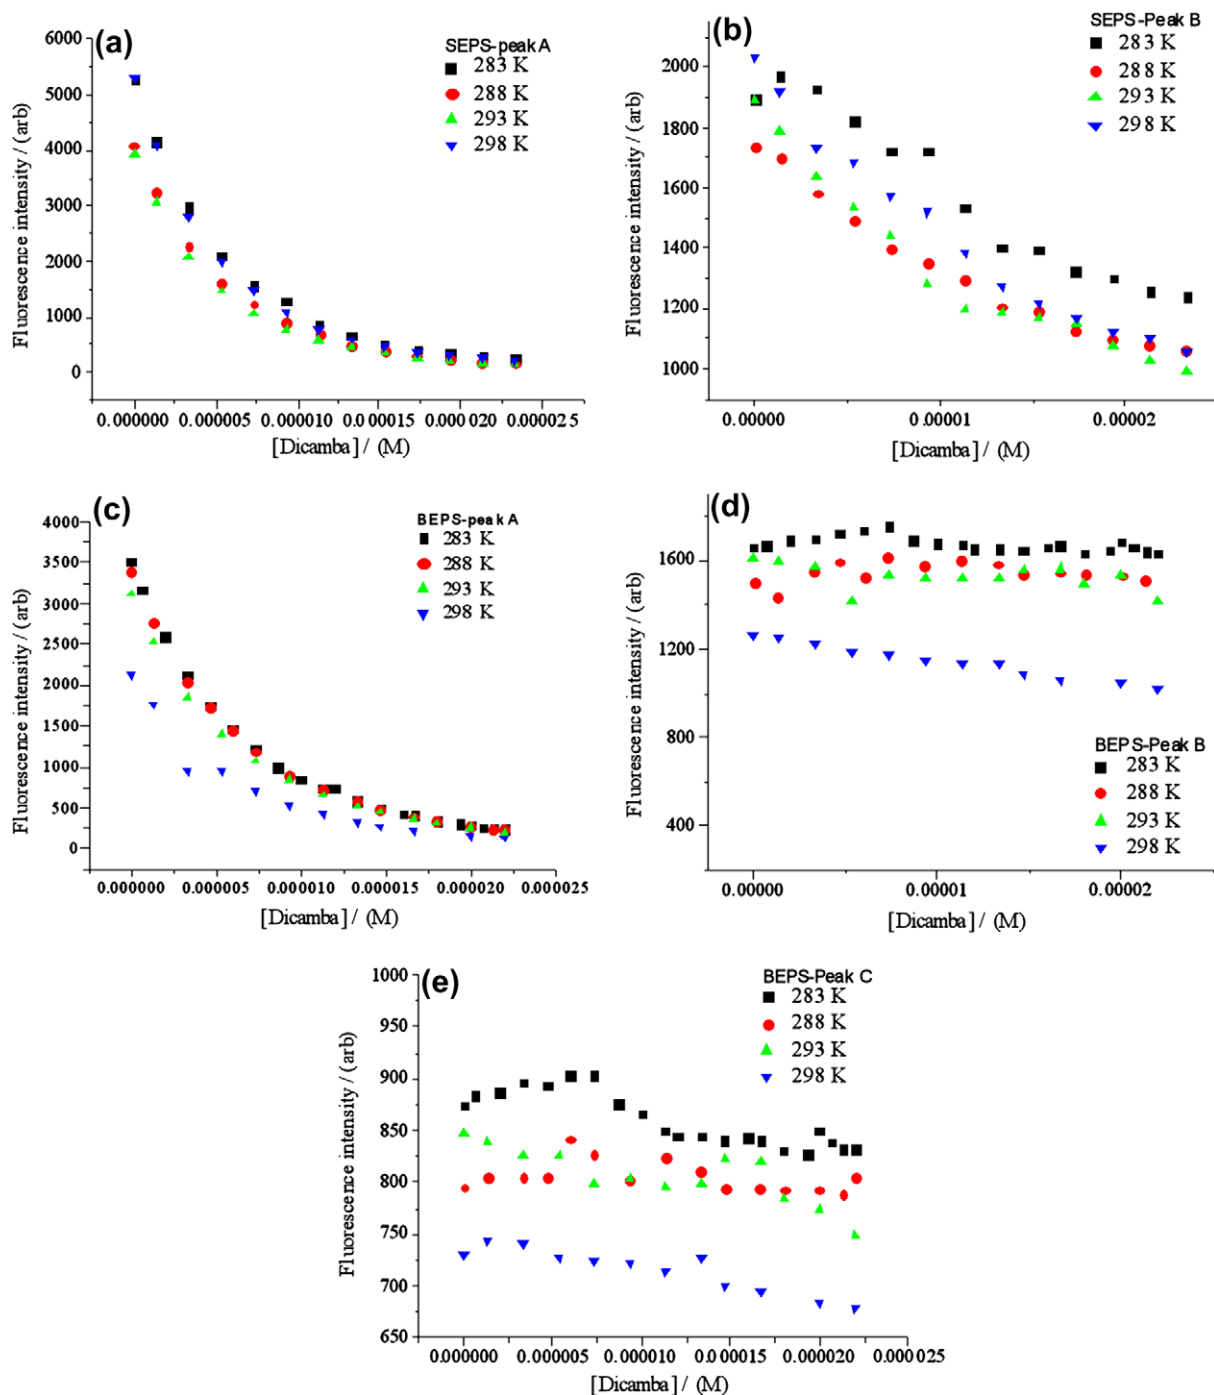 (a)
SEPS-peak A
283 K
288 K
293 K
298 K
6000
5000
4000
3000
2000
1000
0
Fluorescence intensity / (arb)
0.000000 0.000005 0.000010 0.000015 0.000020 0.000025
[Dicamba] / (M)
(b)
SEPS-Peak B
283 K
288 K
293 K
298 K
2000
1800
1600
1400
1200
1000
Fluorescence intensity / (arb)
0.00000 0.00001 0.00002
[Dicamba] / (M)
(c)
BEPS-peak A
283 K
288 K
293 K
298 K
4000
3500
3000
2500
2000
1500
1000
500
0
Fluorescence intensity / (arb)
0.000000 0.000005 0.000010 0.000015 0.000020 0.000025
[Dicamba] / (M)
(d)
1600
1200
800
400
Fluorescence intensity / (arb)
BEPS-Peak B
283 K
288 K
293 K
298 K
0.00000 0.00001 0.00002
[Dicamba] / (M)
(e)
BEPS-Peak C
283 K
288 K
293 K
298 K
1000
950
900
850
800
750
700
650
Fluorescence intensity / (arb)
0.000000 0.000005 0.000010 0.000015 0.000020 0.000025
[Dicamba] / (M)